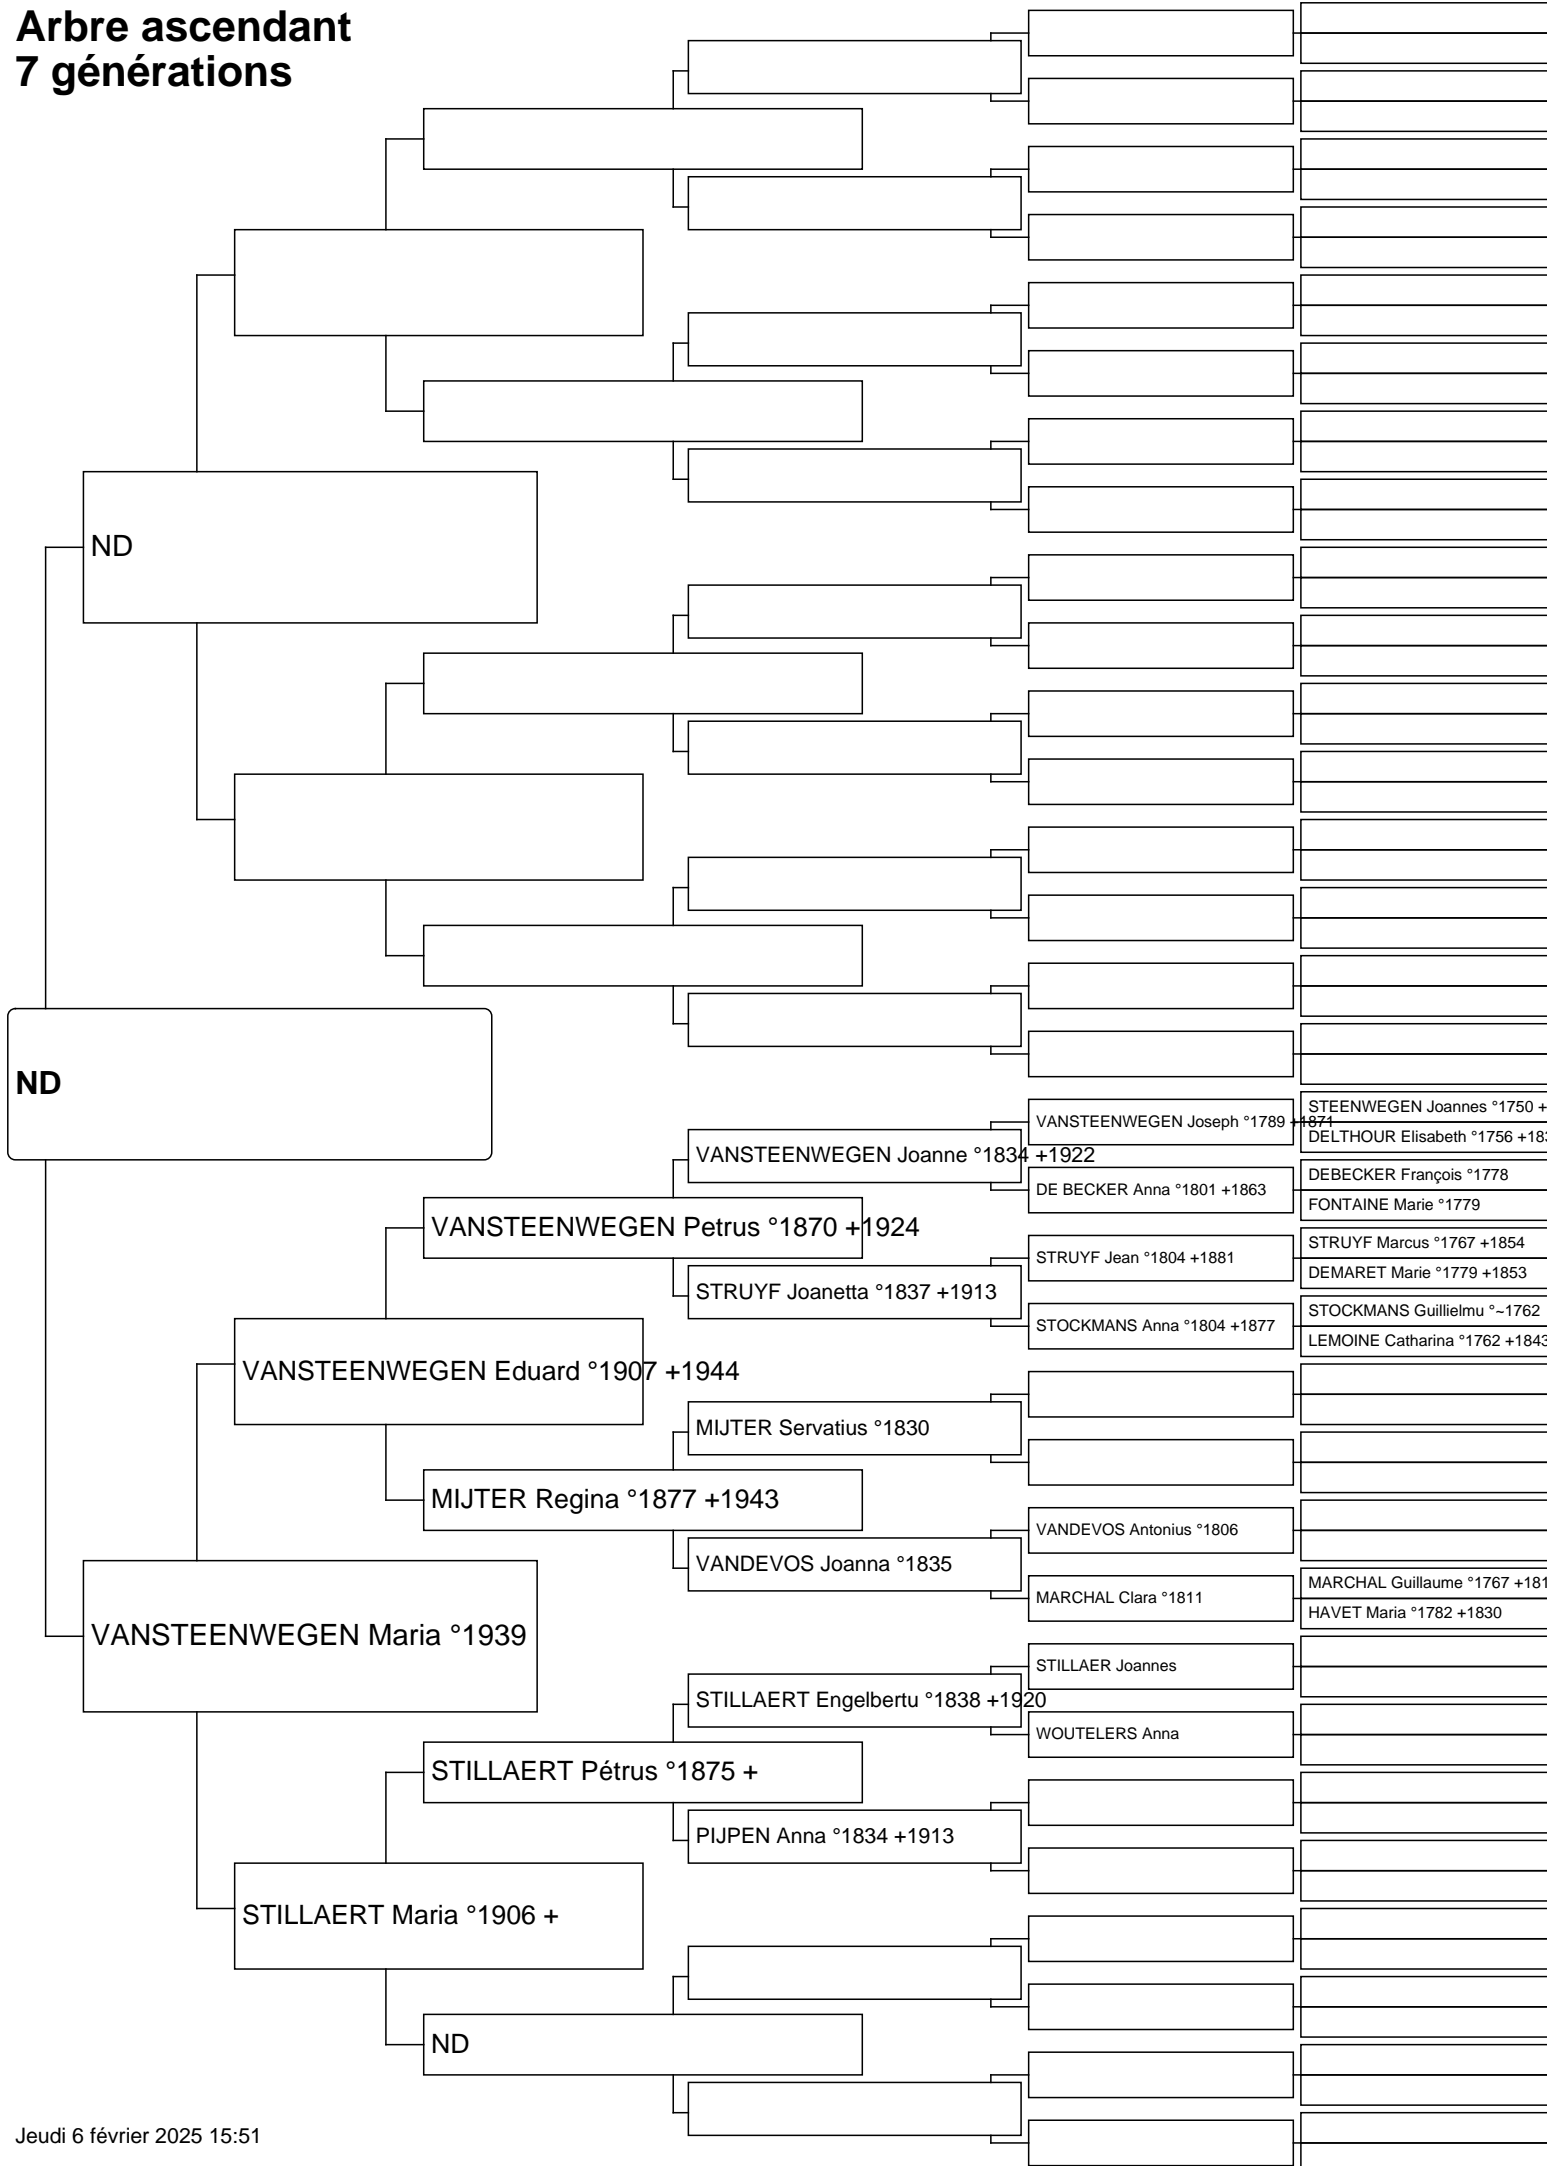 Arbre ascendant
7 générations
ND
ND
STEENWEGEN Joannes °1750 +
VANSTEENWEGEN Joseph °1789 +1871
DELTHOUR Elisabeth °1756 +183
VANSTEENWEGEN Joanne °1834 +1922
DEBECKER François °1778
DE BECKER Anna °1801 +1863
FONTAINE Marie °1779
VANSTEENWEGEN Petrus °1870 +1924
STRUYF Marcus °1767 +1854
STRUYF Jean °1804 +1881
DEMARET Marie °1779 +1853
STRUYF Joanetta °1837 +1913
STOCKMANS Guillielmu °~1762
STOCKMANS Anna °1804 +1877
LEMOINE Catharina °1762 +1843
VANSTEENWEGEN Eduard °1907 +1944
MIJTER Servatius °1830
MIJTER Regina °1877 +1943
VANDEVOS Antonius °1806
VANDEVOS Joanna °1835
MARCHAL Guillaume °1767 +181
MARCHAL Clara °1811
HAVET Maria °1782 +1830
VANSTEENWEGEN Maria °1939
STILLAER Joannes
STILLAERT Engelbertu °1838 +1920
WOUTELERS Anna
STILLAERT Pétrus °1875 +
PIJPEN Anna °1834 +1913
STILLAERT Maria °1906 +
ND
Jeudi 6 février 2025 15:51